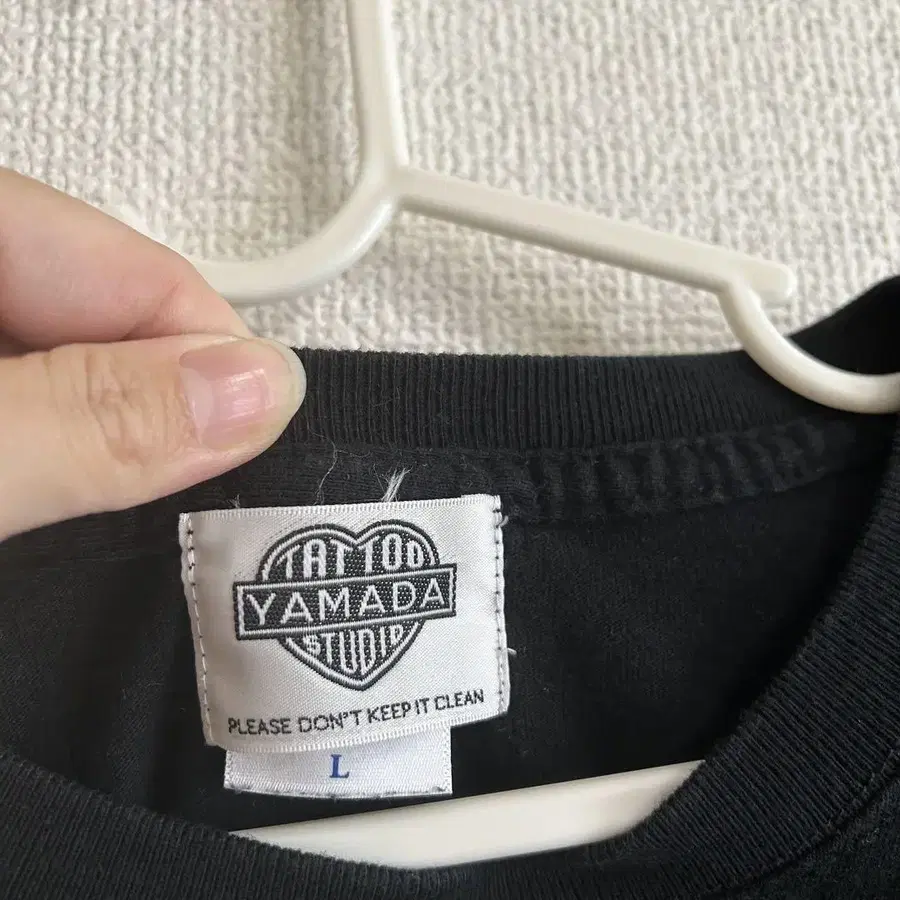 TATTOO
YAMADA
STUDIO
PLEASE DON'T KEEP IT CLEAN
L